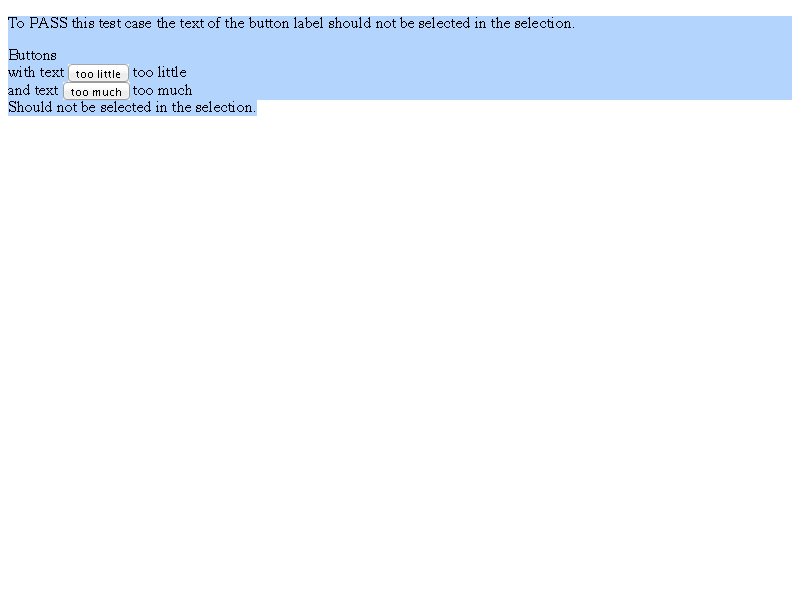 To PASS this test case the text of the button label should not be selected in the selection.
Buttons
with text too little too little
and text too much too much
Should not be selected in the selection.